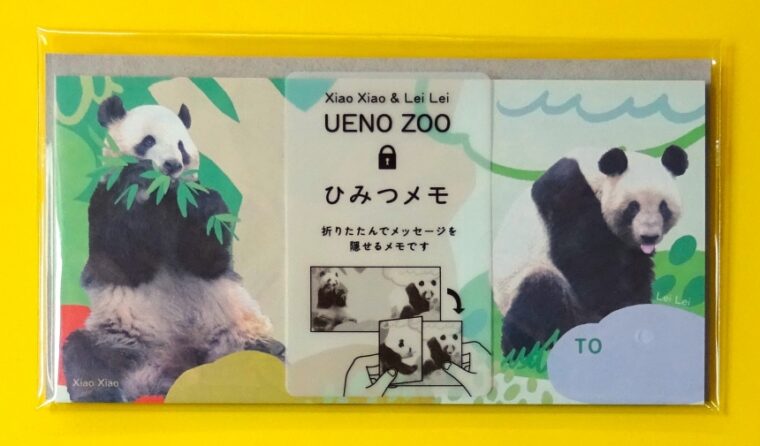 Xiao Xiao & Lei Lei
UENO ZOO
ひみつメモ
折りたたんでメッセージを
隠せるメモです
Lei Lei
TO
Xiao Xiao